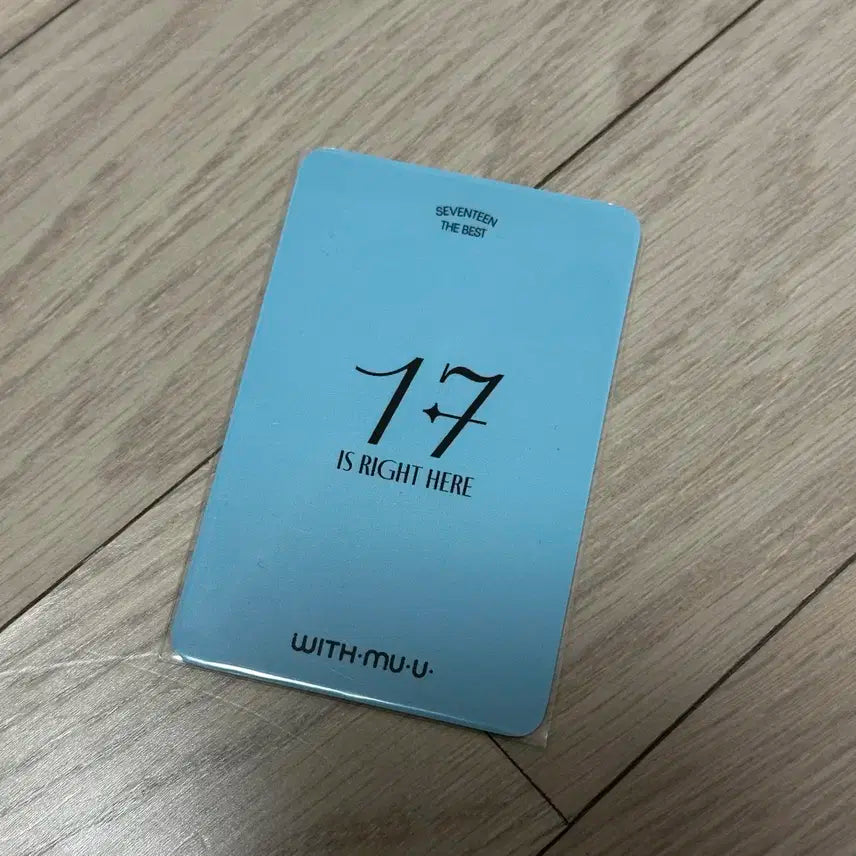 SEVENTEEN
THE BEST
17
IS RIGHT HERE
WITH·MU·U·